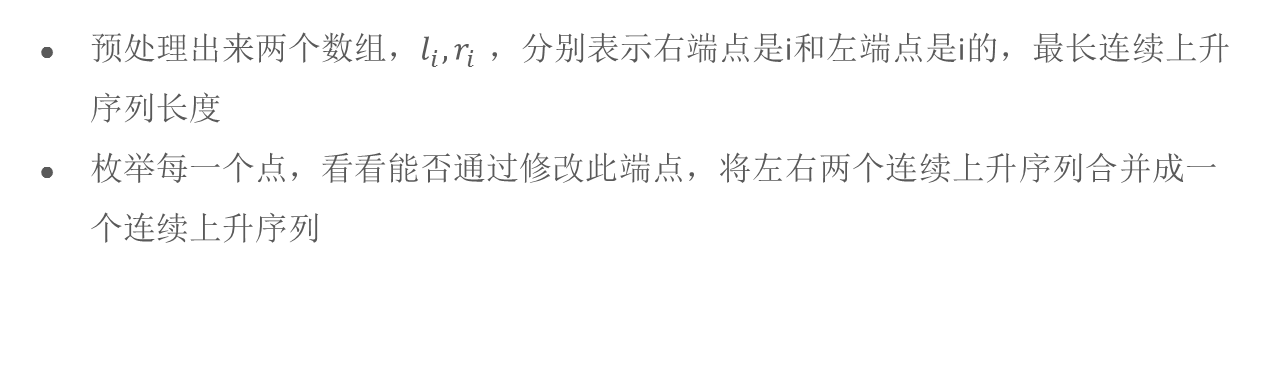 • 预处理出来两个数组，lᵢ,rᵢ ，分别表示右端点是i和左端点是i的，最长连续上升
序列长度
• 枚举每一个点，看看能否通过修改此端点，将左右两个连续上升序列合并成一
个连续上升序列